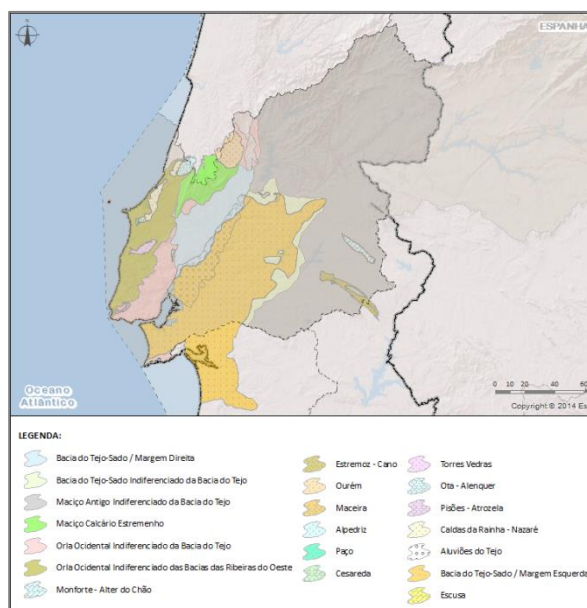 ESPANHA
Oceano
Atlântico
0 10 20 40 60
Copyright © 2014 Es
LEGENDA:
Bacia do Tejo-Sado / Margem Direita
Bacia do Tejo-Sado Indiferenciado da Bacia do Tejo
Maciço Antigo Indiferenciado da Bacia do Tejo
Maciço Calcário Estremenho
Orla Ocidental Indiferenciado da Bacia do Tejo
Orla Ocidental Indiferenciado das Bacias das Ribeiras do Oeste
Monforte - Alter do Chão
Estremoz - Cano
Ourém
Maceira
Alpedriz
Paço
Cesareda
Torres Vedras
Ota - Alenquer
Pisões - Atrozela
Caldas da Rainha - Nazaré
Aluviões do Tejo
Bacia do Tejo-Sado / Margem Esquerda
Escusa